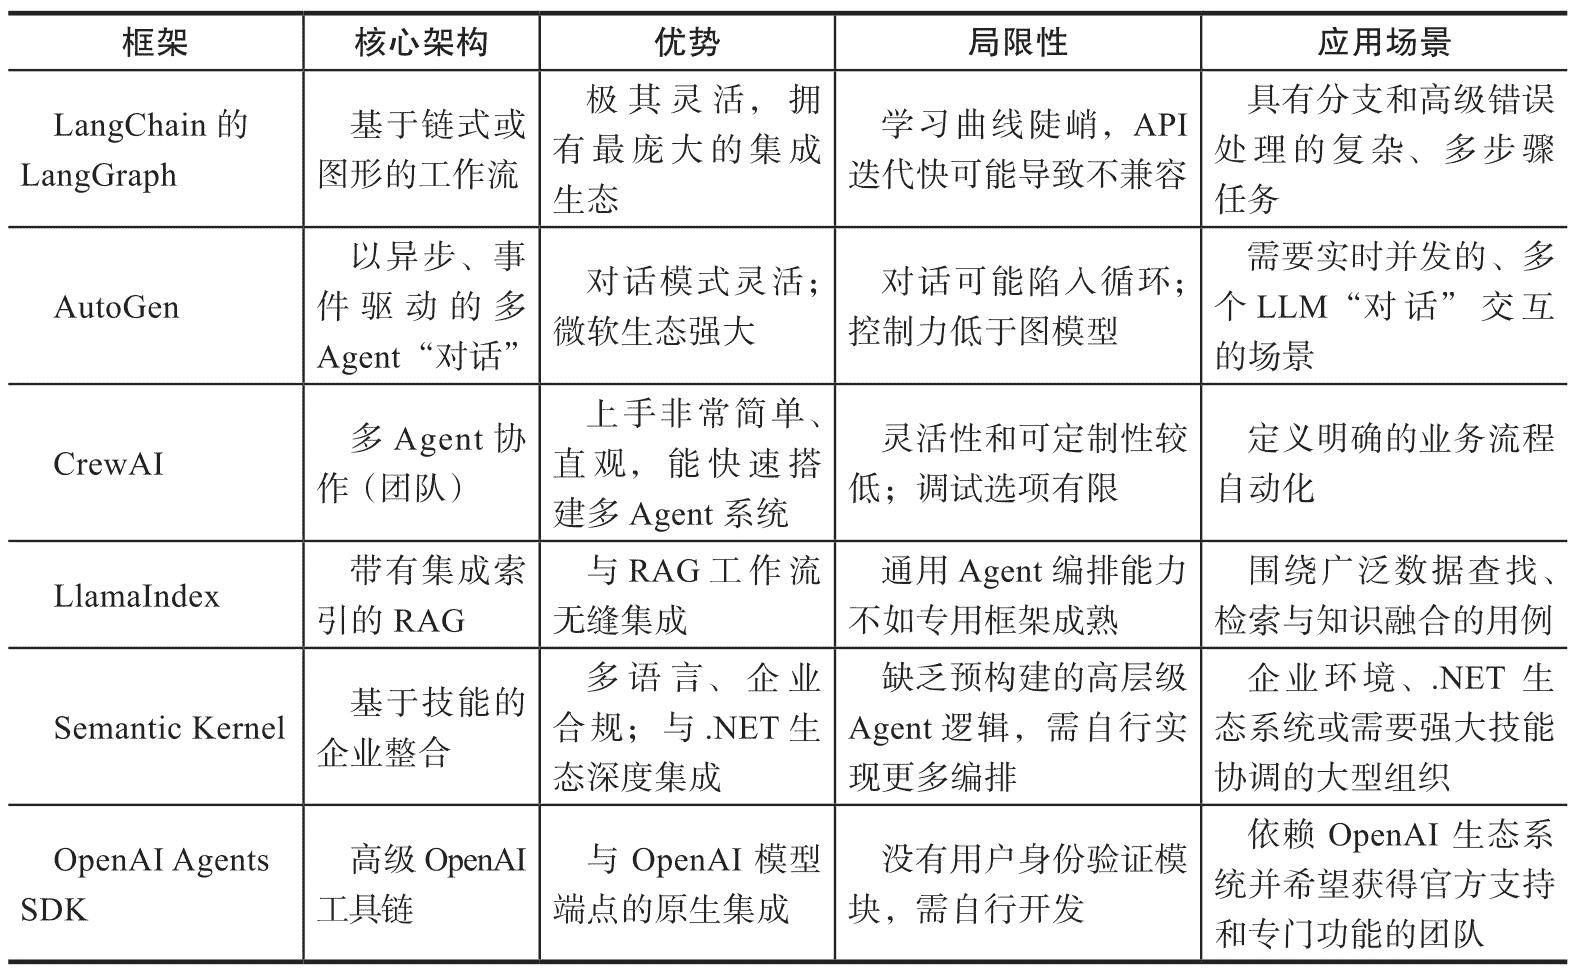 框架 核心架构 优势 局限性 应用场景
LangChain 的
LangGraph
基于链式或
图形的工作流
极其灵活，拥
有最庞大的集成
生态
学习曲线陡峭，API
迭代快可能导致不兼容
具有分支和高级错误
处理的复杂、多步骤
任务
AutoGen
以异步、事
件驱动的多
Agent“对话”
对话模式灵活；
微软生态强大
对话可能陷入循环；
控制力低于图模型
需要实时并发的、多
个 LLM“对话”交互
的场景
CrewAI
多 Agent 协
作（团队）
上手非常简单、
直观，能快速搭
建多 Agent 系统
灵活性和可定制性较
低；调试选项有限
定义明确的业务流程
自动化
LlamaIndex
带有集成索
引的 RAG
与 RAG 工作流
无缝集成
通用 Agent 编排能力
不如专用框架成熟
围绕广泛数据查找、
检索与知识融合的用例
Semantic Kernel
基于技能的
企业整合
多语言、企业
合规；与 .NET 生
态深度集成
缺乏预构建的高层级
Agent 逻辑，需自行实
现更多编排
企业环境、.NET 生
态系统或需要强大技能
协调的大型组织
OpenAI Agents
SDK
高级 OpenAI
工具链
与 OpenAI 模型
端点的原生集成
没有用户身份验证模
块，需自行开发
依赖 OpenAI 生态系
统并希望获得官方支持
和专门功能的团队